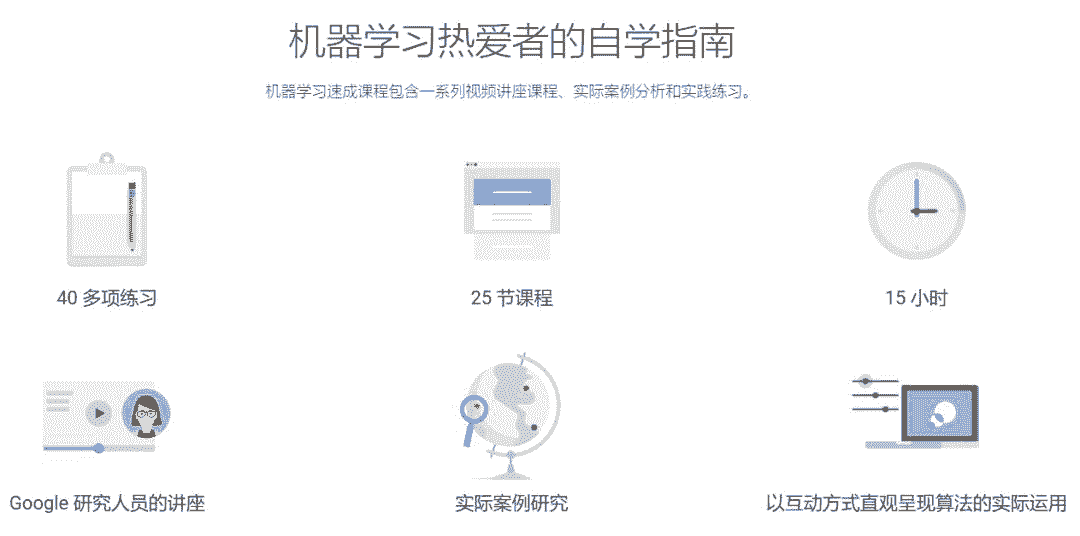 机器学习热爱者的自学指南
机器学习速成课程包含一系列视频讲座课程、实际案例分析和实践练习。
40 多项练习
25 节课程
15 小时
Google 研究人员的讲座
实际案例研究
以互动方式直观呈现算法的实际运用